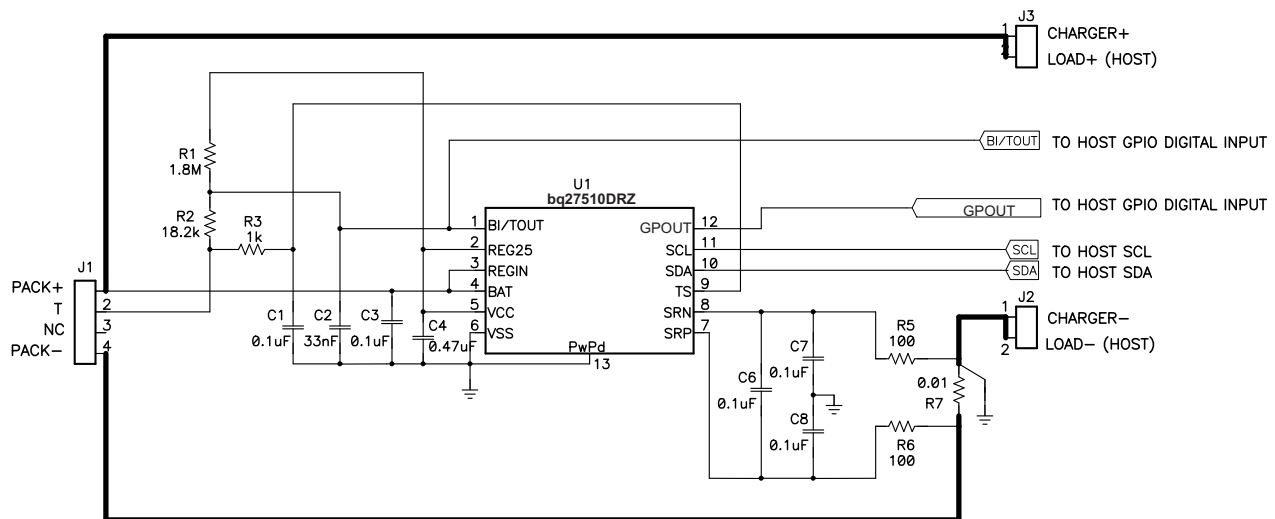 J3
1
CHARGER+
LOAD+ (HOST)
BI/TOUT
TO HOST GPIO DIGITAL INPUT
R1
1.8M
U1
bq27510DRZ
GPOUT
TO HOST GPIO DIGITAL INPUT
R2
18.2k
R3
1k
1
BI/TOUT
GPOUT
12
2
REG25
SCL
11
SCL
TO HOST SCL
3
REGIN
SDA
10
SDA
TO HOST SDA
4
BAT
TS
9
5
VCC
SRN
8
6
VSS
SRP
7
PwPd
13
J1
PACK+
T
2
NC
3
PACK-
4
C1
0.1uF
C2
33nF
C3
0.1uF
C4
0.47uF
J2
1
CHARGER-
2
LOAD- (HOST)
R5
100
C7
0.1uF
C6
0.1uF
C8
0.1uF
0.01
R7
R6
100